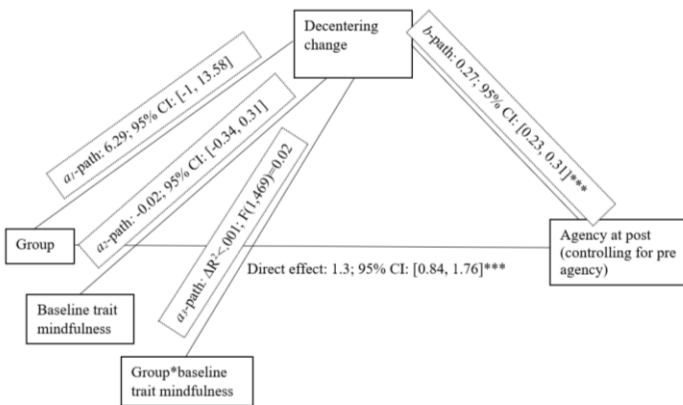 Decentering
change
b-path: 0.27; 95% CI: [0.23, 0.31]***
a₁-path: 6.29; 95% CI: [-1, 13.58]
a₂-path: -0.02; 95% CI: [-0.34, 0.31]
a₃-path: ΔR²<.001; F(1,469)=0.02
Group
Agency at post
(controlling for pre
agency)
Direct effect: 1.3; 95% CI: [0.84, 1.76]***
Baseline trait
mindfulness
Group*baseline
trait mindfulness